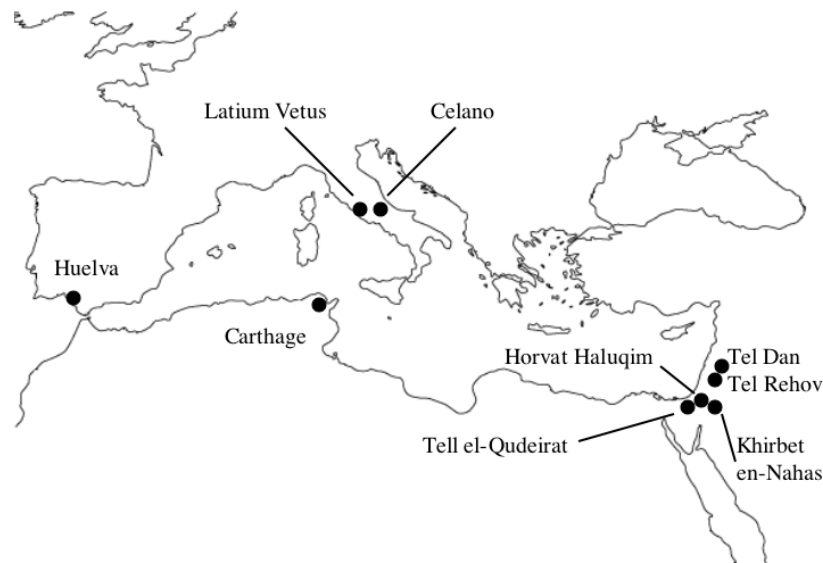 Latium Vetus
Celano
Huelva
Carthage
Horvat Haluqim
Tel Dan
Tel Rehov
Tell el-Qudeirat
Khirbet
en-Nahas